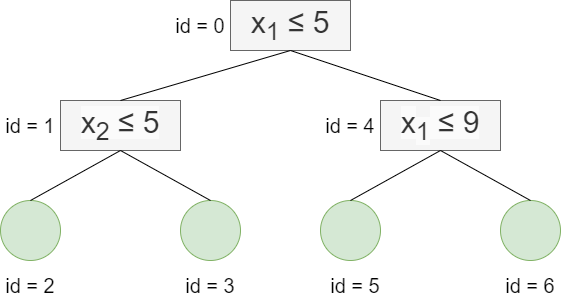 id = 0
x₁ ≤ 5
id = 1
x₂ ≤ 5
id = 4
x₁ ≤ 9
id = 2
id = 3
id = 5
id = 6